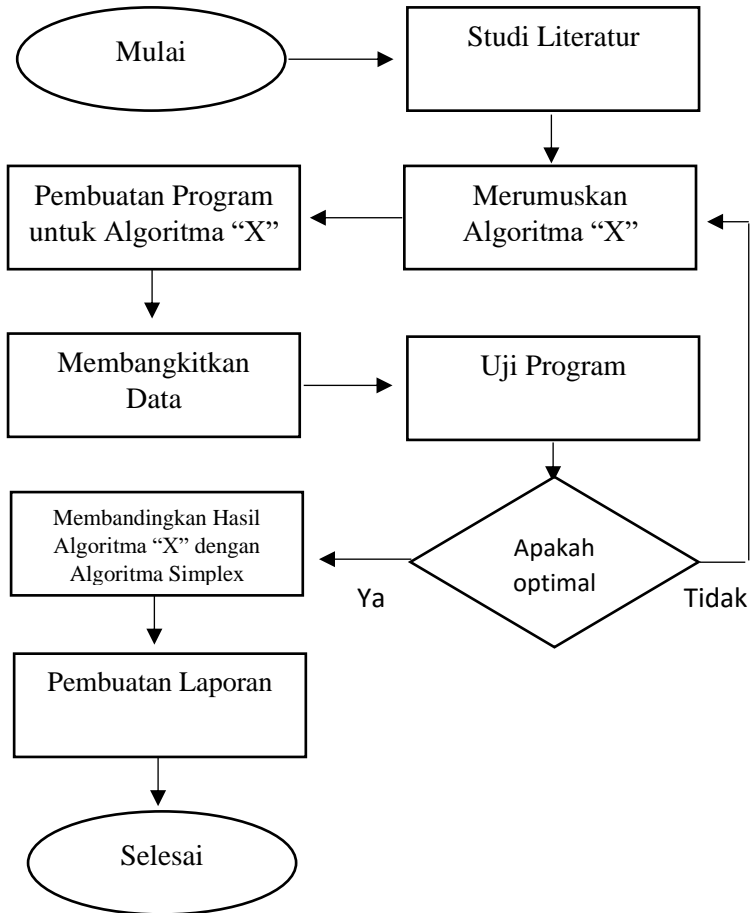 Mulai
Studi Literatur
Merumuskan
Algoritma “X”
Pembuatan Program
untuk Algoritma “X”
Membangkitkan
Data
Uji Program
Apakah
optimal
Ya
Tidak
Membandingkan Hasil
Algoritma “X” dengan
Algoritma Simplex
Pembuatan Laporan
Selesai